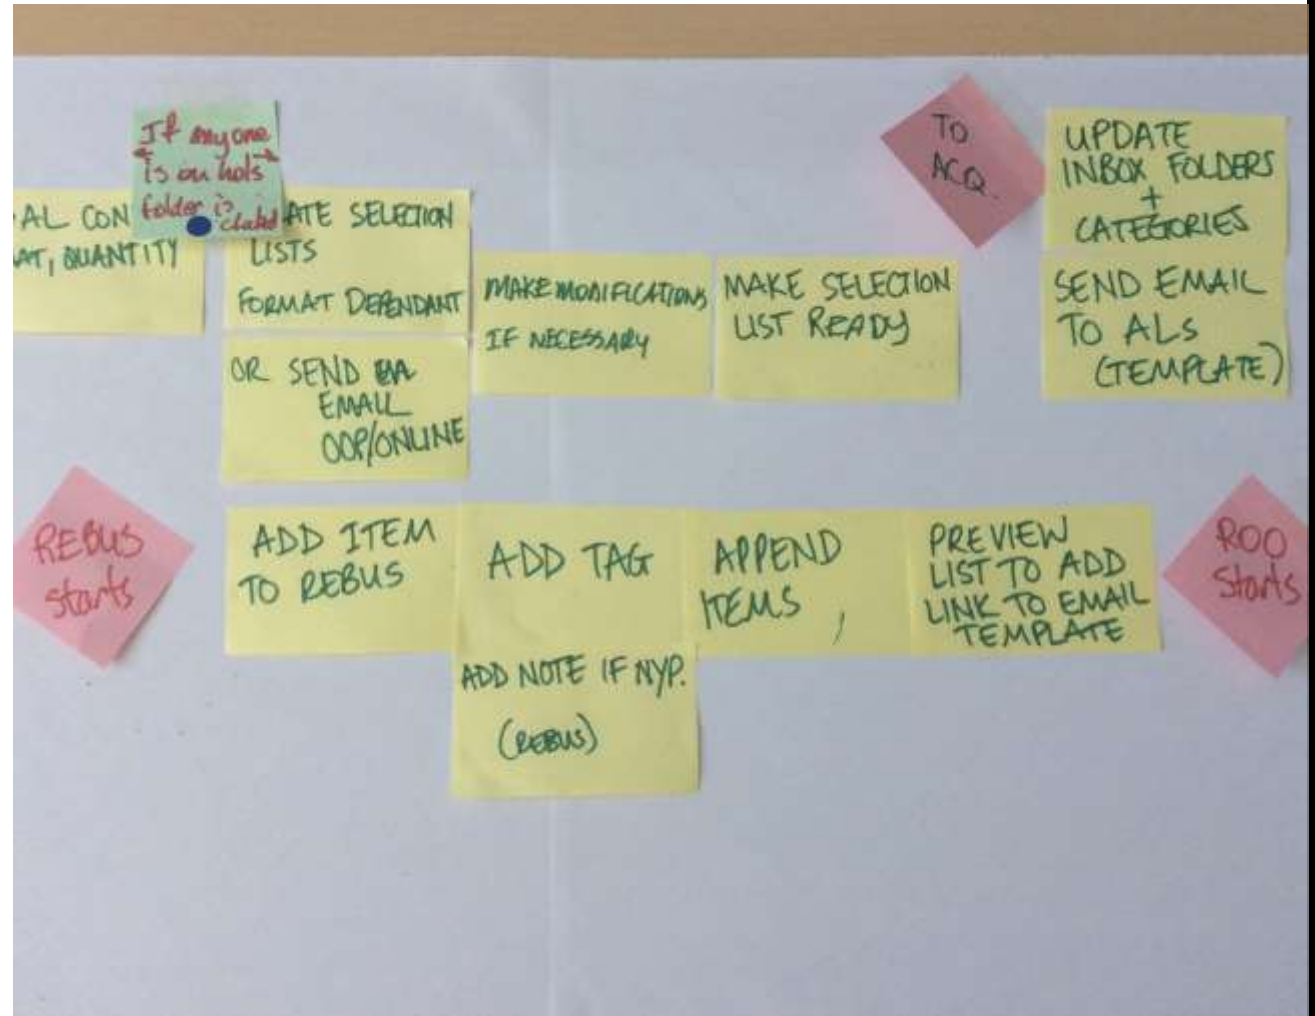 If anyone
is on hols
folder is
TO
ACQ.
UPDATE
INBOX FOLDERS
+
CATEGORIES
AL CON
AT, QUANTITY
ATE SELECTION
LISTS
FORMAT DEPENDANT
OR SEND
EMAIL
OOP/ONLINE
MAKE MODIFICATIONS
IF NECESSARY
MAKE SELECTION
LIST READY
SEND EMAIL
TO ALs
(TEMPLATE)
REBUS
starts
ADD ITEM
TO REBUS
ADD TAG
ADD NOTE IF NYP.
(REBUS)
APPEND
ITEMS,
PREVIEW
LIST TO ADD
LINK TO EMAIL
TEMPLATE
ROO
Starts